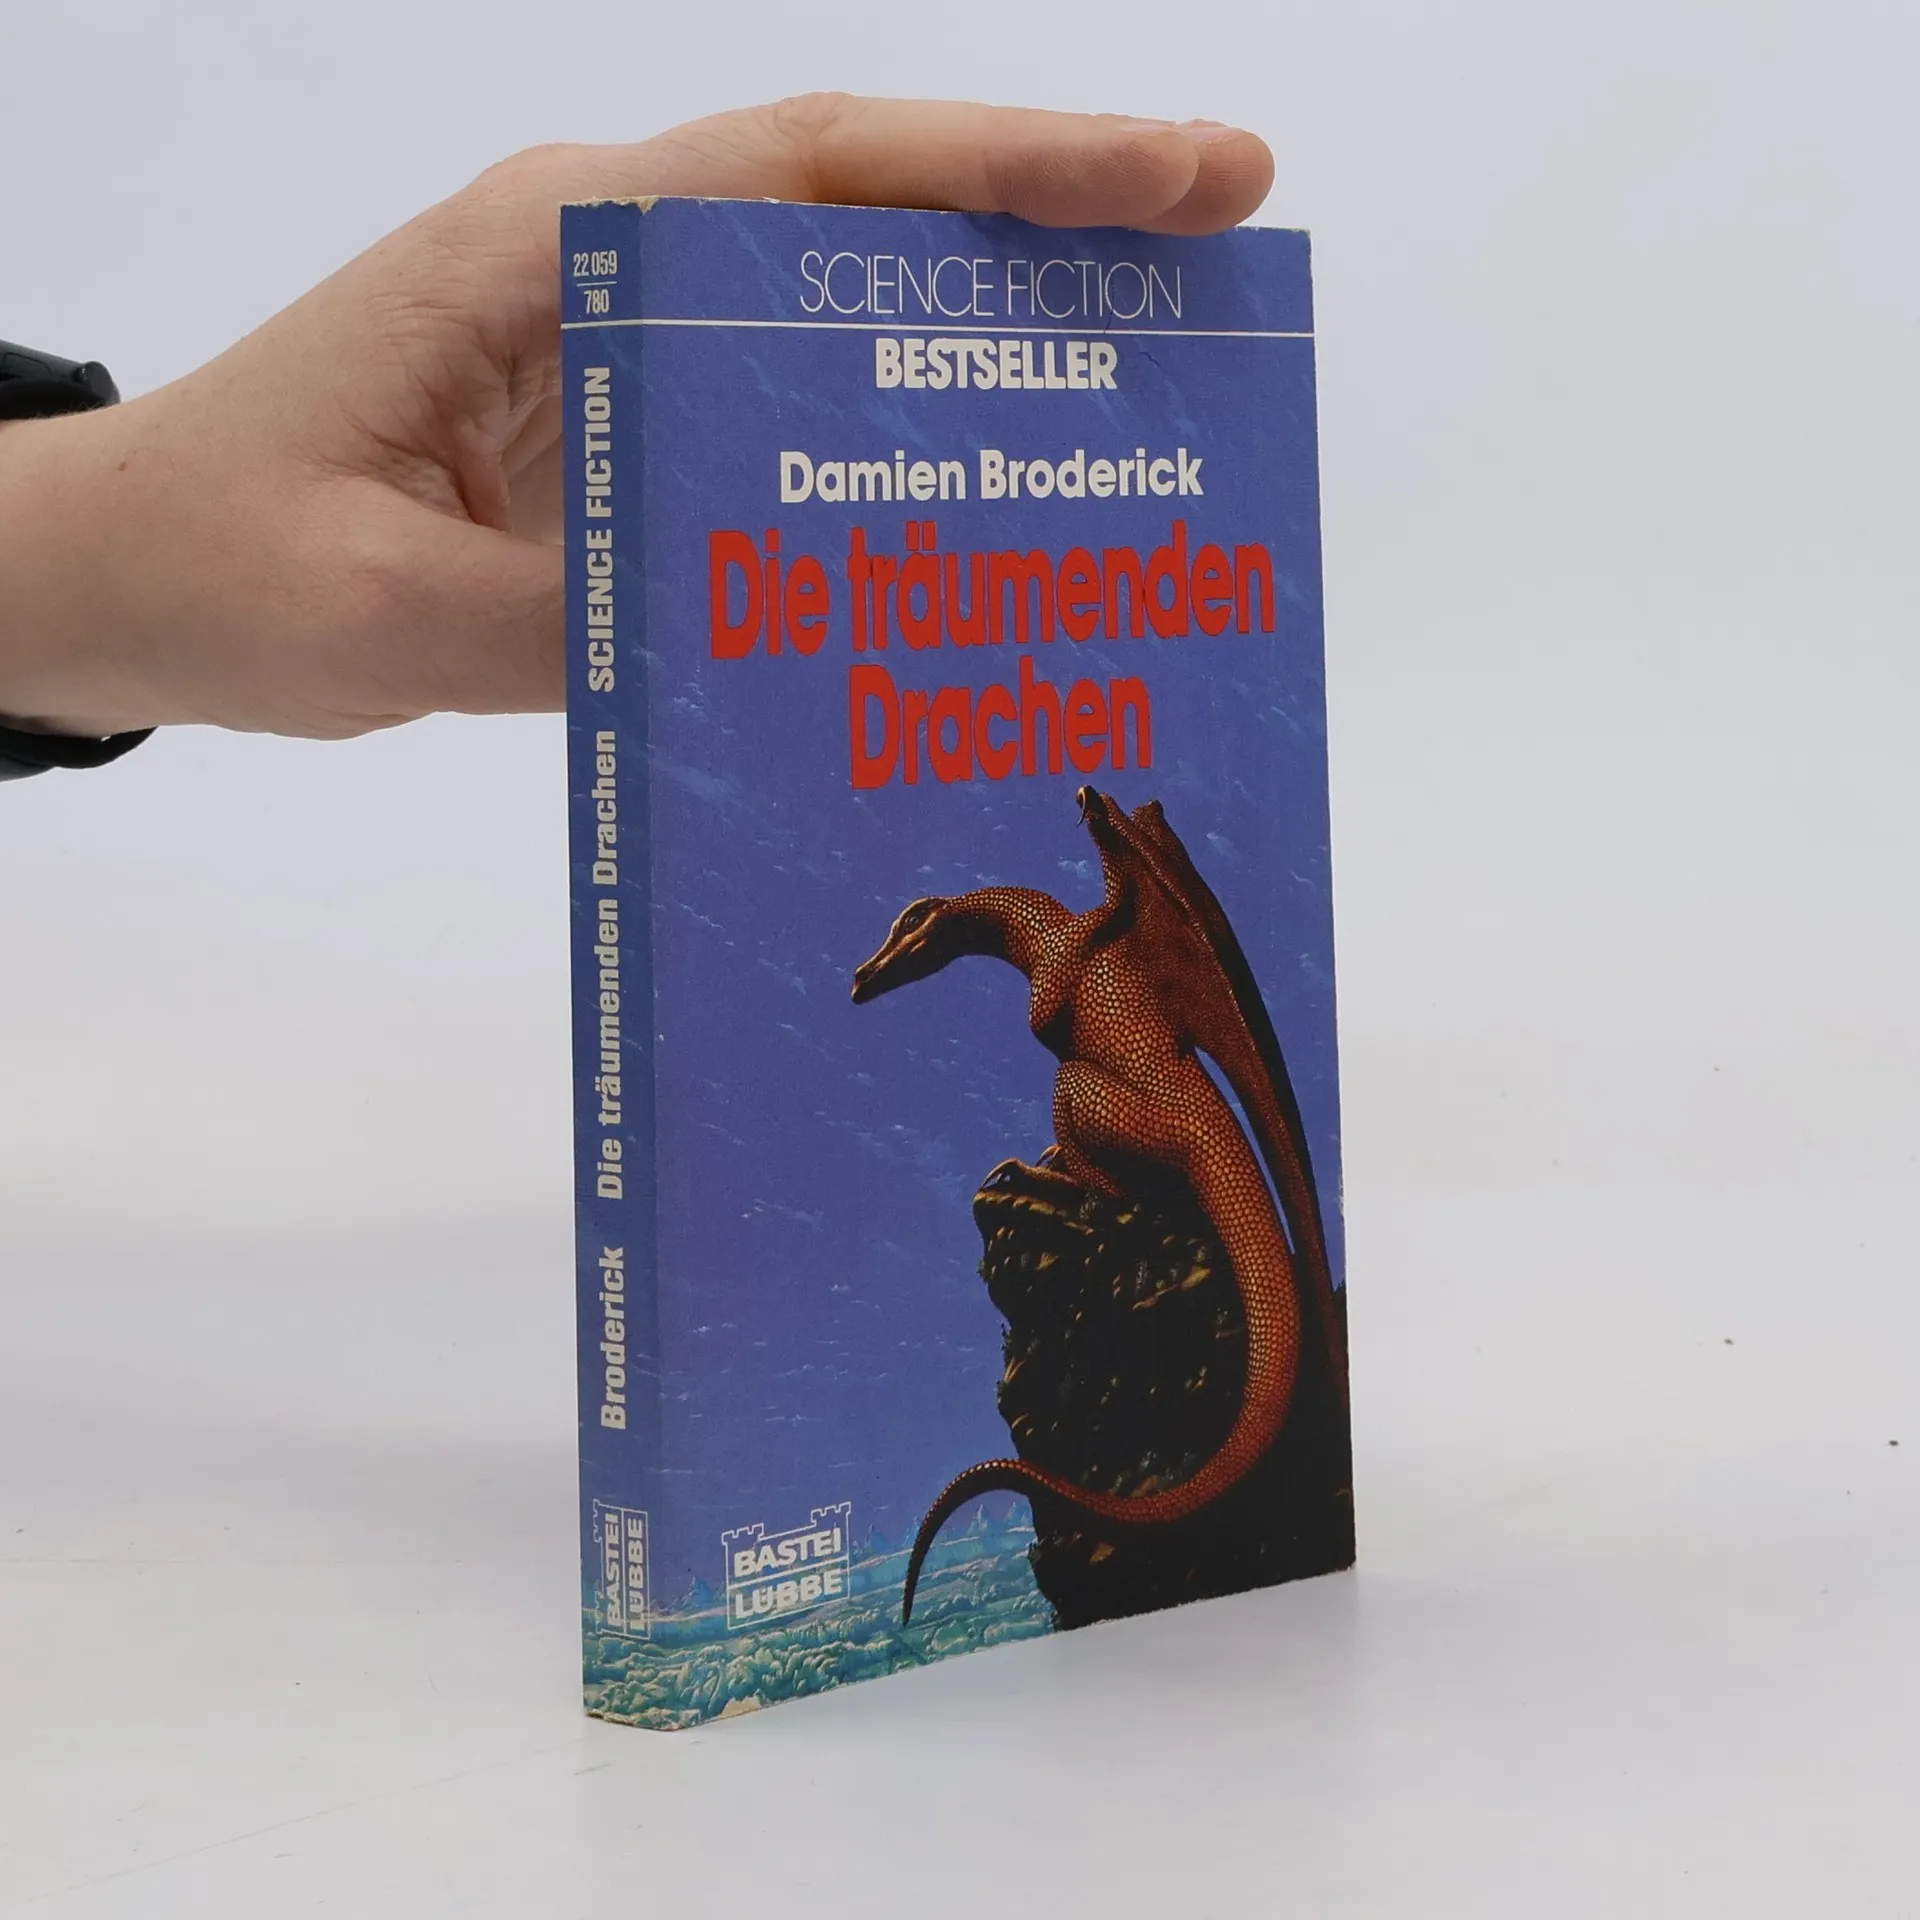 22 059
780
SCIENCE FICTION
Die träumenden Drachen
Broderick
BASTEI
LÜBBE
SCIENCE FICTION
BESTSELLER
Damien Broderick
Die träumenden
Drachen
BASTEI
LÜBBE